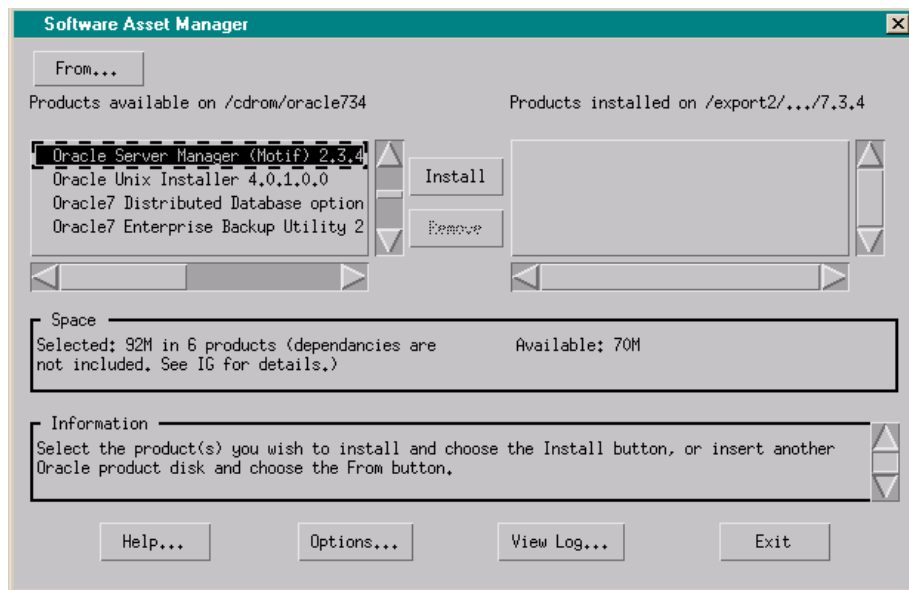 Software Asset Manager
From...
Products available on /cdrom/oracle734
Products installed on /export2/.../7.3.4
Oracle Server Manager (Motif) 2.3.4
Oracle Unix Installer 4.0.1.0.0
Oracle7 Distributed Database option
Oracle7 Enterprise Backup Utility 2
Install
Remove
Space
Selected: 92M in 6 products (dependancies are
not included. See IG for details.)
Available: 70M
Information
Select the product(s) you wish to install and choose the Install button, or insert another
Oracle product disk and choose the From button.
Help...
Options...
View Log...
Exit